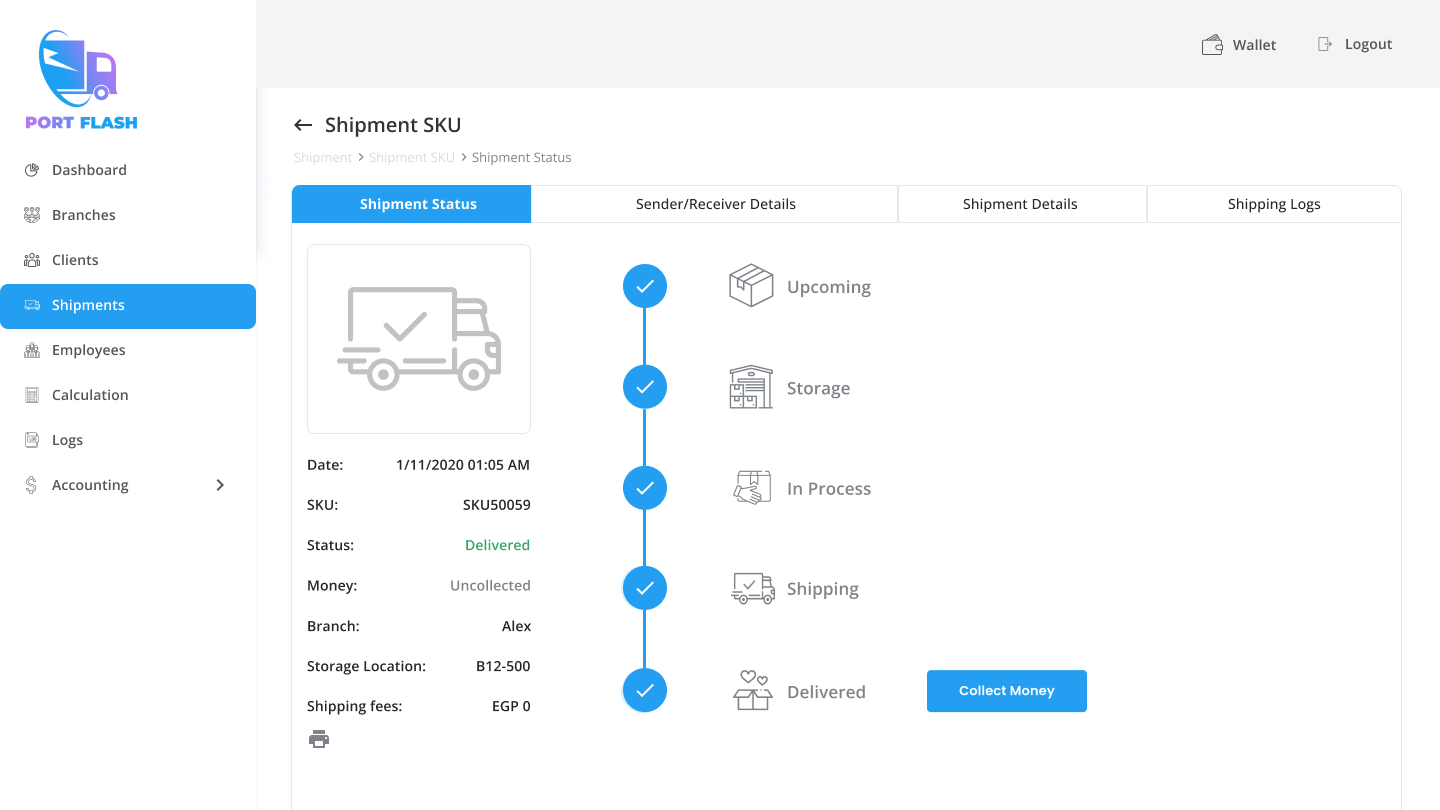 PORT FLASH
Dashboard
Branches
Clients
Shipments
Employees
Calculation
Logs
Accounting
Wallet
Logout
Shipment SKU
Shipment > Shipment SKU > Shipment Status
Shipment Status
Sender/Receiver Details
Shipment Details
Shipping Logs
Date: 1/11/2020 01:05 AM
SKU: SKU50059
Status: Delivered
Money: Uncollected
Branch: Alex
Storage Location: B12-500
Shipping fees: EGP 0
Upcoming
Storage
In Process
Shipping
Delivered
Collect Money